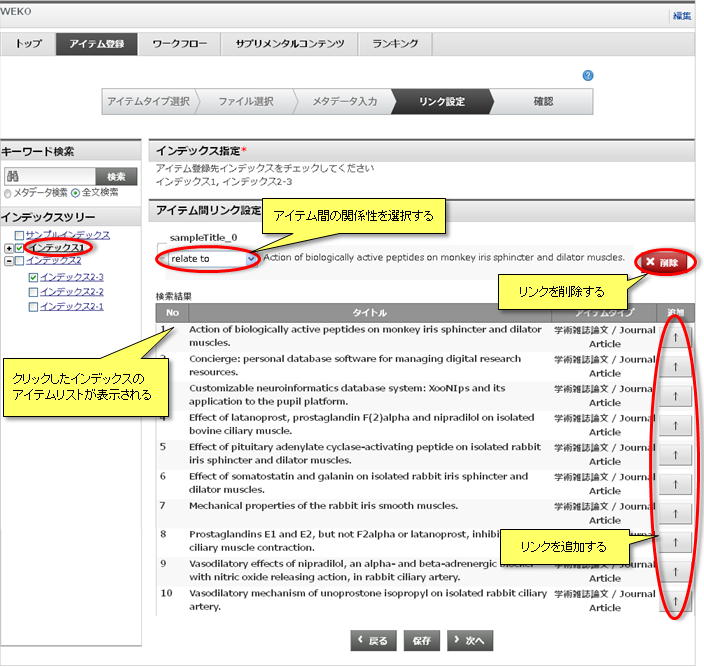 WEKO
編集
トップ
アイテム登録
ワークフロー
サプリメンタルコンテンツ
ランキング
アイテムタイプ選択
ファイル選択
メタデータ入力
リンク設定
確認
キーワード検索
検索
メタデータ検索
全文検索
インデックスツリー
サンプルインデックス
インデックス1
インデックス2
インデックス2-3
インデックス2-2
インデックス2-1
インデックス指定*
アイテム登録先インデックスをチェックしてください
インデックス1, インデックス2-3
アイテム間リンク設定
アイテム間の関係性を選択する
sampleTitle_0
relate to
Action of biologically active peptides on monkey iris sphincter and dilator muscles.
削除
リンクを削除する
検索結果
No
タイトル
アイテムタイプ
追加
1
Action of biologically active peptides on monkey iris sphincter and dilator
muscles.
学術雑誌論文 / Journal
Article
↑
Concierge: personal database software for managing digital research
resources.
学術雑誌論文 / Journal
Article
↑
Customizable neuroinformatics database system: XooNIps and its
application to the pupil platform.
学術雑誌論文 / Journal
Article
↑
クリックしたインデックスの
アイテムリストが表示される
4
Effect of latanoprost, prostaglandin F(2)alpha and nipradilol on isolated
bovine ciliary muscle.
学術雑誌論文 / Journal
Article
↑
5
Effect of pituitary adenylate cyclase-activating peptide on isolated rabbit
iris sphincter and dilator muscles.
学術雑誌論文 / Journal
Article
↑
6
Effect of somatostatin and galanin on isolated rabbit iris sphincter and
dilator muscles.
学術雑誌論文 / Journal
Article
↑
7
Mechanical properties of the rabbit iris smooth muscles.
学術雑誌論文 / Journal
Article
↑
8
Prostaglandins E1 and E2, but not F2alpha or latanoprost, inhibi
ciliary muscle contraction.
Journal
Article
↑
リンクを追加する
9
Vasodilatory effects of nipradilol, an alpha- and beta-adrenergic blocker
with nitric oxide releasing action, in rabbit ciliary artery.
学術雑誌論文 / Journal
Article
↑
10
Vasodilatory mechanism of unoprostone isopropyl on isolated rabbit ciliary
artery.
学術雑誌論文 / Journal
Article
↑
戻る
保存
次へ